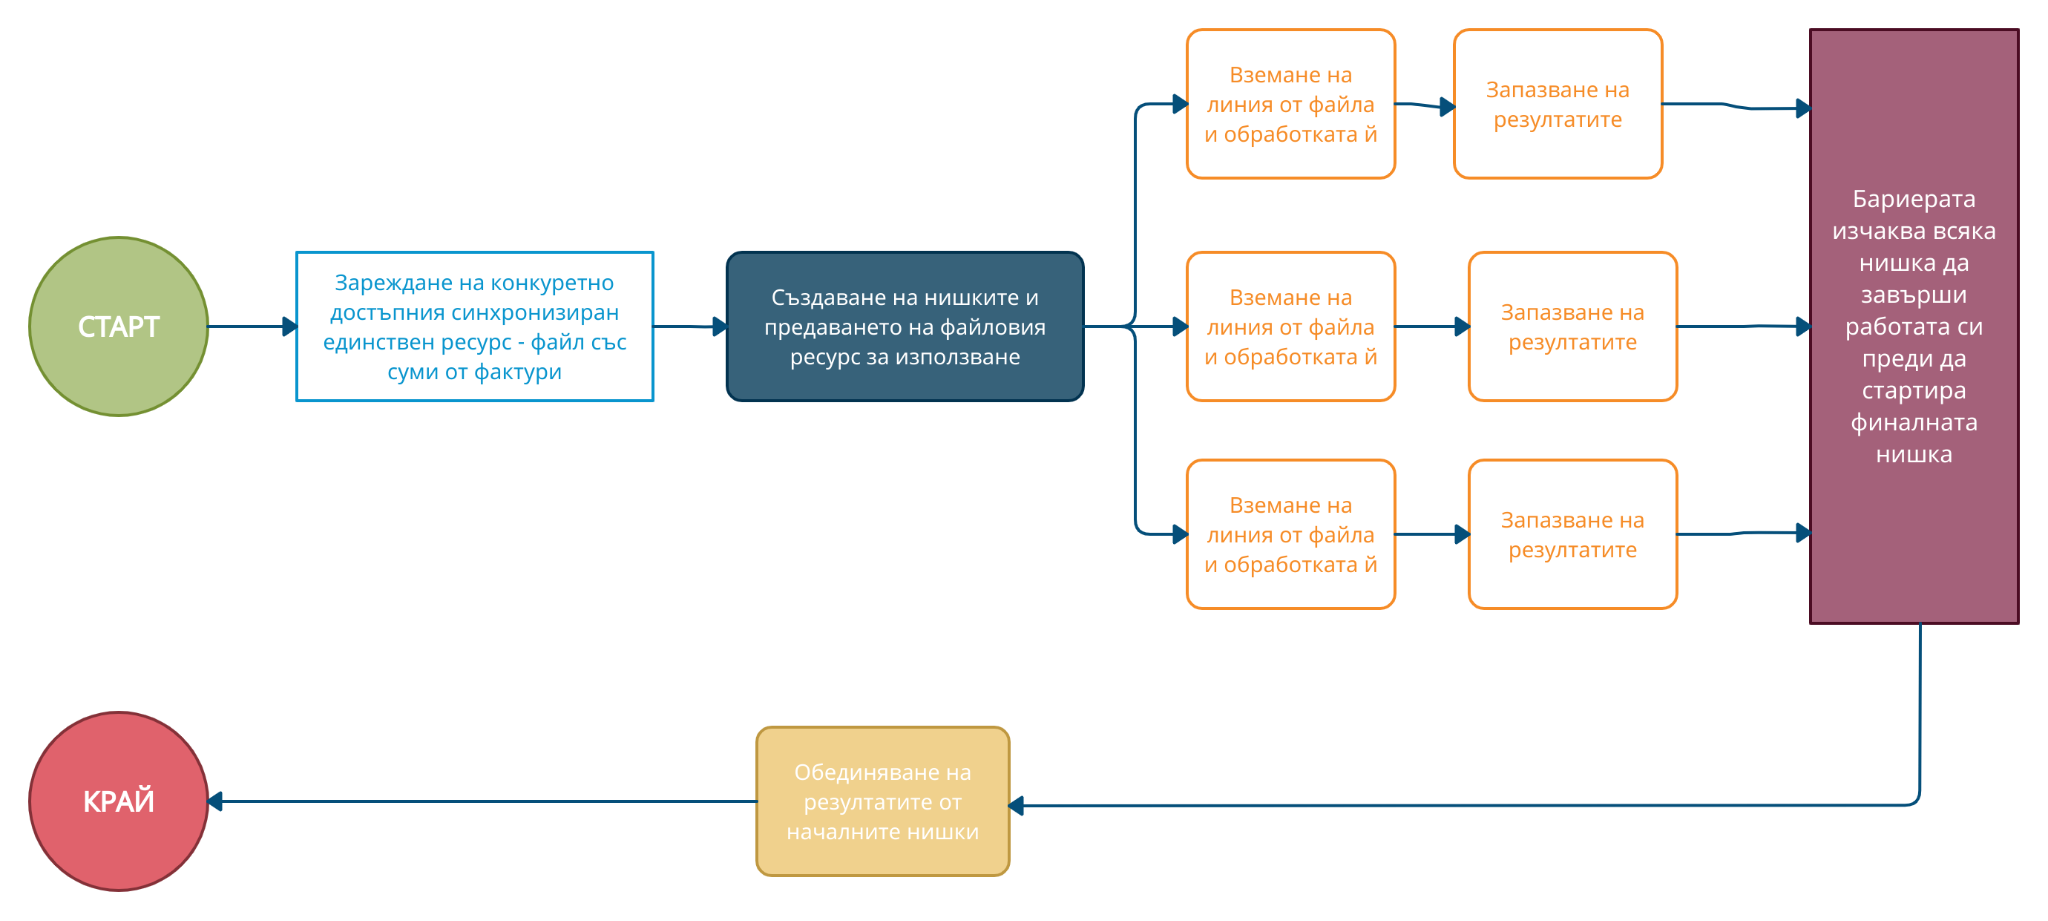 СТАРТ
Зареждане на конкуретно
достъпния синхронизиран
единствен ресурс - файл със
суми от фактури
Създаване на нишките и
предаването на файловия
ресурс за използване
Вземане на
линия от файла
и обработката й
Запазване на
резултатите
Вземане на
линия от файла
и обработката й
Запазване на
резултатите
Вземане на
линия от файла
и обработката й
Запазване на
резултатите
Бариерата
изчаква всяка
нишка да
завърши
работата си
преди да
стартира
финалната
нишка
Обединяване на
резултатите от
началните нишки
КРАЙ